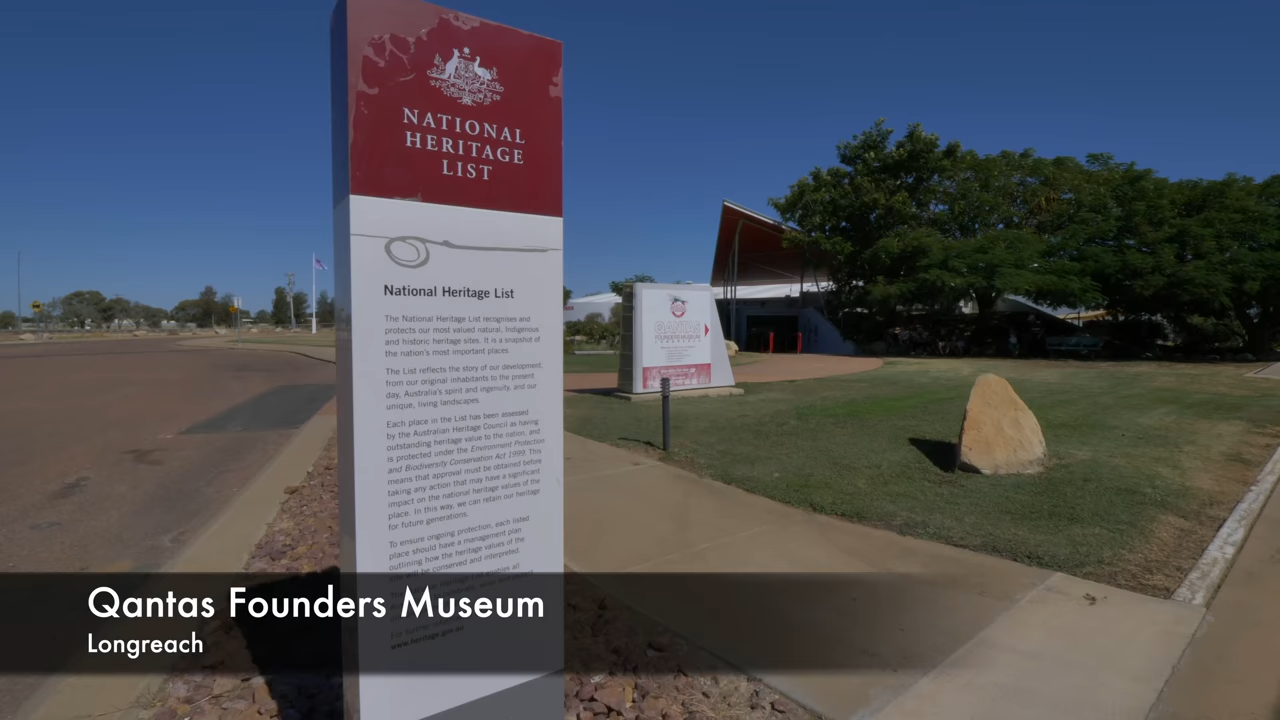 NATIONAL
HERITAGE
LIST
National Heritage List
The National Heritage List recognises and
protects our most valued natural, Indigenous
and historic heritage sites. It is a snapshot of
the nation's most important places.
The List reflects the story of our development,
from our original inhabitants to the present
day, Australia's spirit and ingenuity, and our
unique, living landscapes.
Each place in the List has been assessed
by the Australian Heritage Council as having
outstanding heritage value to the nation, and
is protected under the Environment Protection
and Biodiversity Conservation Act 1999. This
means that approval must be obtained before
taking any action that may have a significant
impact on the national heritage values of the
place. In this way, we can retain our heritage
for future generations.
To ensure ongoing protection, each listed
place should have a management plan
outlining how the heritage values of the
site will be conserved and interpreted.
www.heritage.gov.au
QANTAS
FOUNDERS MUSEUM
LONGREACH
Qantas Founders Museum
Longreach